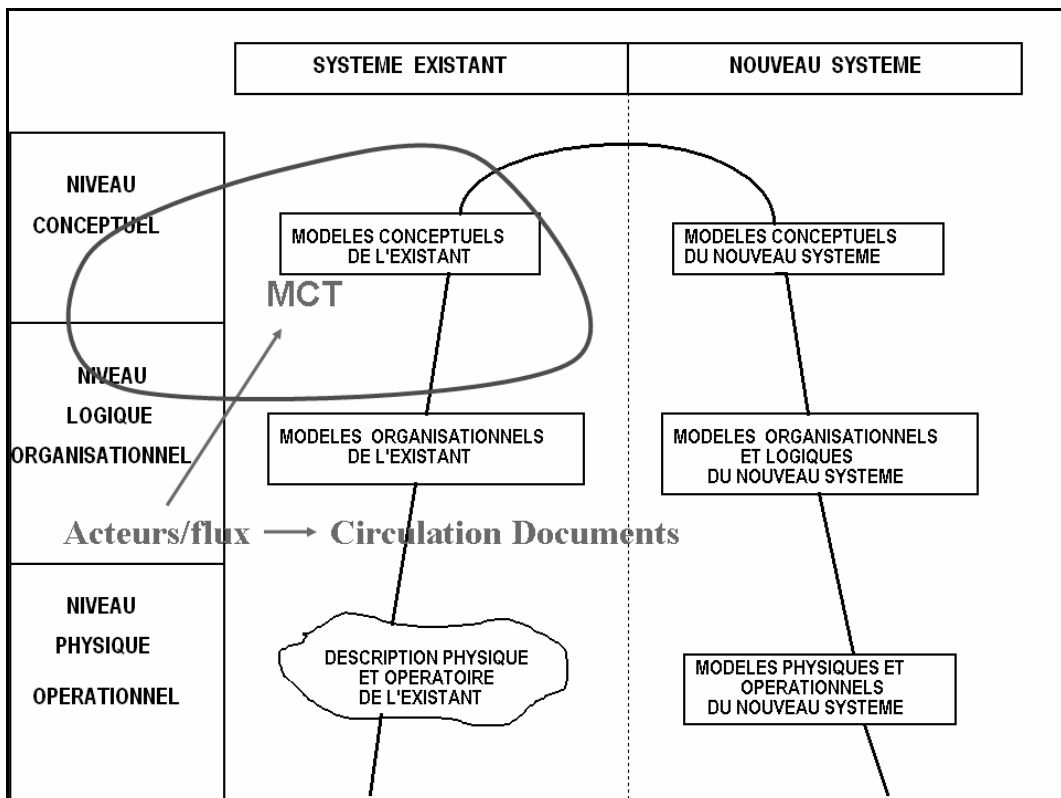 SYSTEME EXISTANT
NOUVEAU SYSTEME
NIVEAU
CONCEPTUEL
MODELES CONCEPTUELS
DE L'EXISTANT
MODELES CONCEPTUELS
DU NOUVEAU SYSTEME
MCT
NIVEAU
LOGIQUE
ORGANISATIONNEL
MODELES ORGANISATIONNELS
DE L'EXISTANT
MODELES ORGANISATIONNELS
ET LOGIQUES
DU NOUVEAU SYSTEME
Acteurs/flux
Circulation Documents
NIVEAU
PHYSIQUE
OPERATIONNEL
DESCRIPTION PHYSIQUE
ET OPERATOIRE
DE L'EXISTANT
MODELES PHYSIQUES ET
OPERATIONNELS
DU NOUVEAU SYSTEME